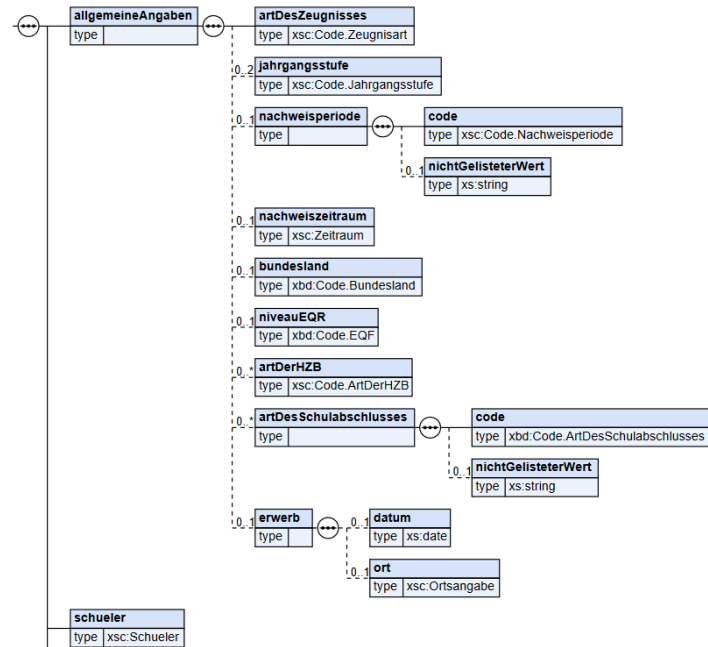 allgemeineAngaben
type
artDesZeugnisses
type xsc:Code.Zeugnisart
0..2
jahrgangsstufe
type xsc:Code.Jahrgangsstufe
0..1
nachweisperiode
type
code
type xsc:Code.Nachweisperiode
0..1
nichtGelisteterWert
type xs:string
0..1
nachweiszeitraum
type xsc:Zeitraum
0..1
bundesland
type xbd:Code.Bundesland
0..1
niveauEQR
type xbd:Code.EQF
0..*
artDerHZB
type xsc:Code.ArtDerHZB
0..*
artDesSchulabschlusses
type
code
type xbd:Code.ArtDesSchulabschlusses
0..1
nichtGelisteterWert
type xs:string
0..1
erwerb
type
0..1
datum
type xs:date
0..1
ort
type xsc:Ortsangabe
schueler
type xsc:Schueler